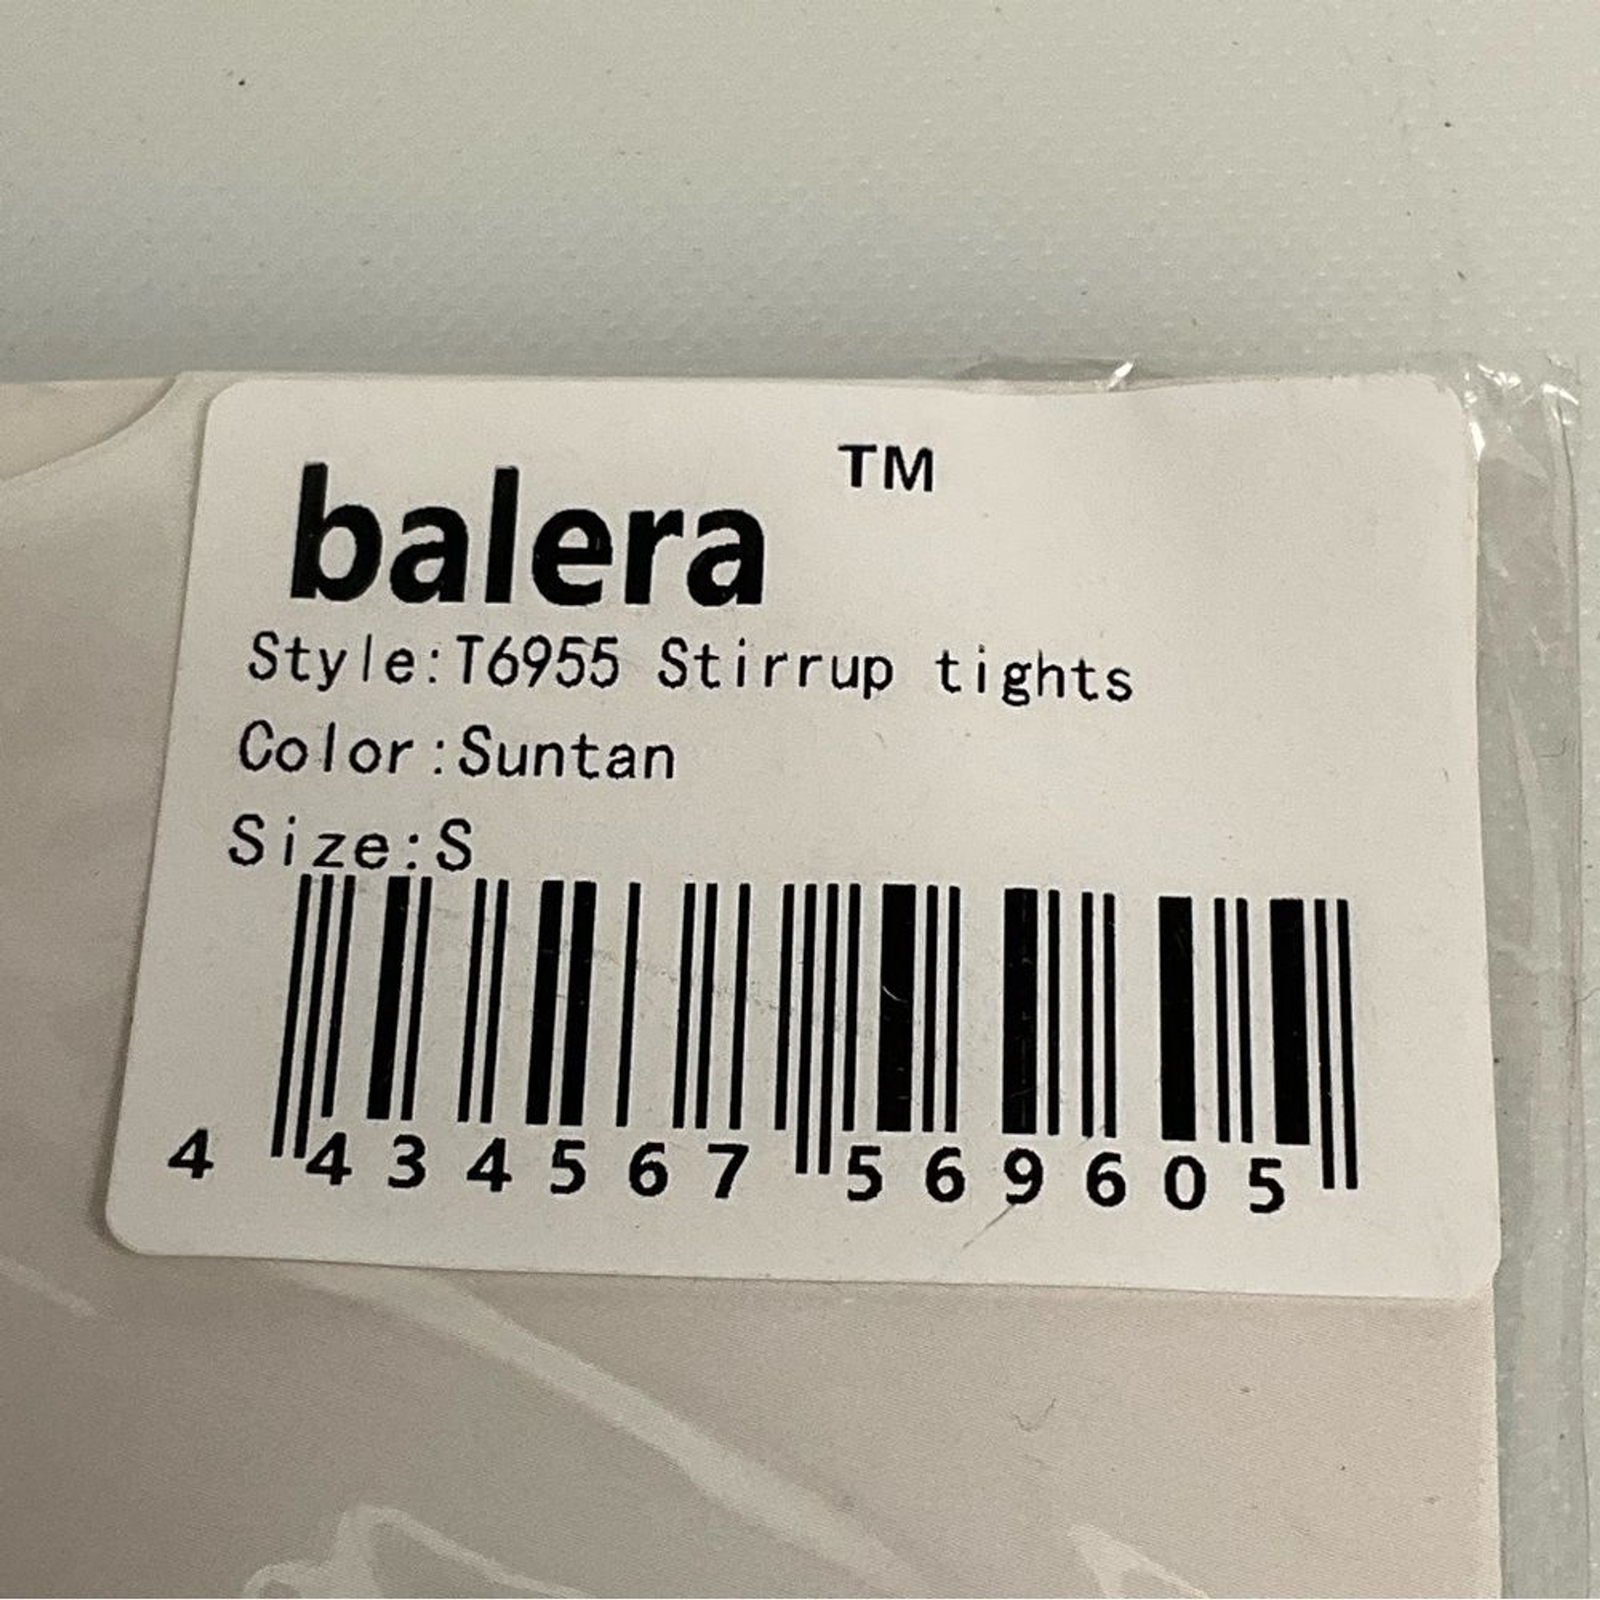 balera ™
Style:T6955 Stirrup tights
Color:Suntan
Size:S
4 434567 569605